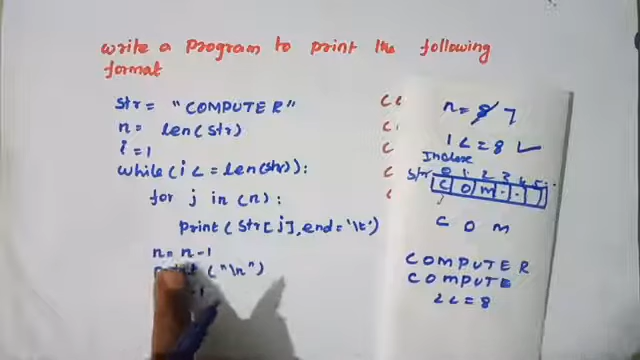 write a program to print the following
format
str = "COMPUTER"
n = len(str)
i=1
while(i<=len(str)):
for j in (n):
print(str[j],end='\t')
n= n-1
("\n")
C
C
C
C
n= 8 7
1<=8 ✓
Index
0 1 2 3 4 5
str C O m - -
C O m
COMPUTER
COMPUTE
2<=8